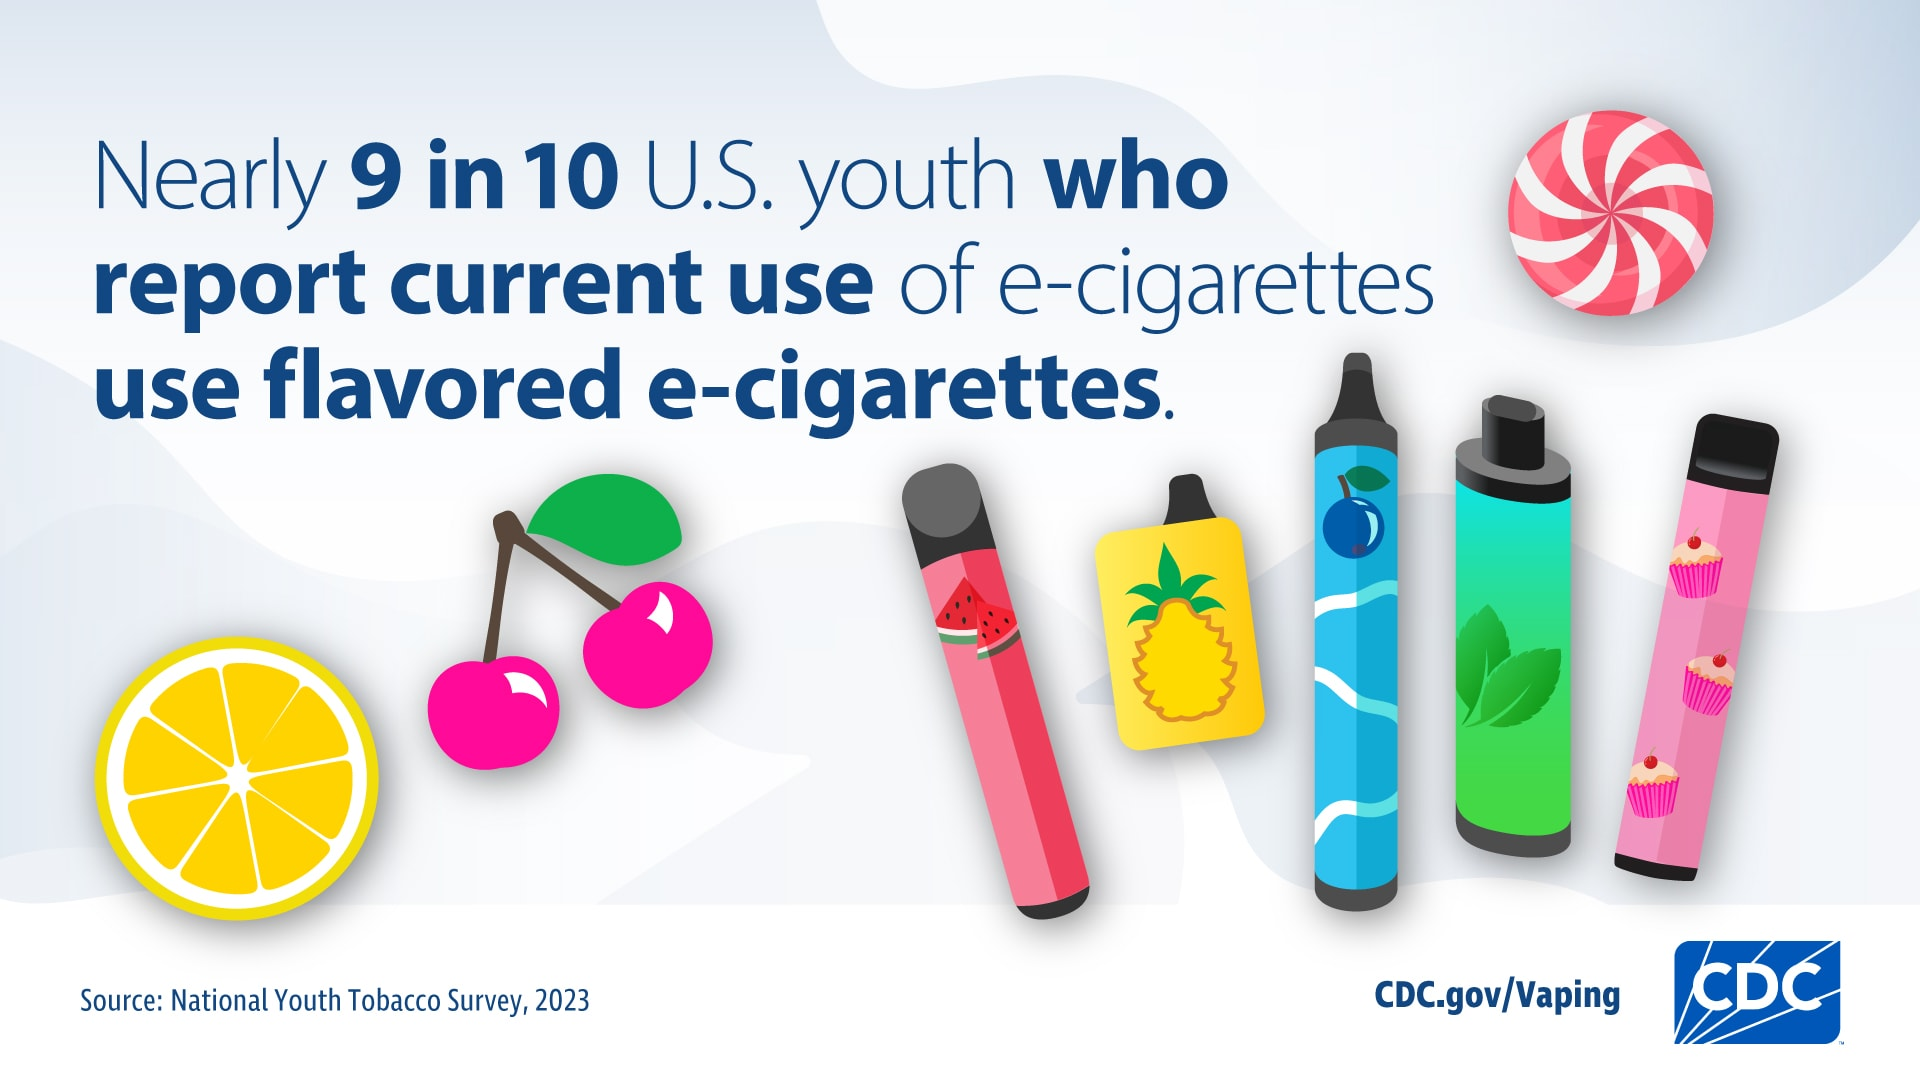 Nearly 9 in 10 U.S. youth who
report current use of e-cigarettes
use flavored e-cigarettes.
Source: National Youth Tobacco Survey, 2023
CDC.gov/Vaping
CDC
TM